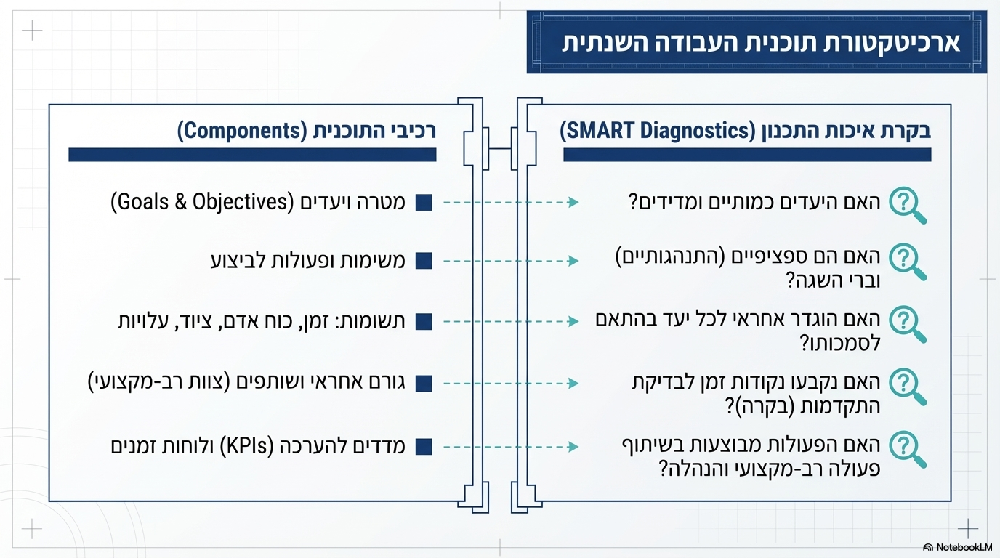 ארכיטקטורת תוכנית העבודה השנתית
בקרת איכות התכנון (SMART Diagnostics)
האם היעדים כמותיים ומדידים?
האם הם ספציפיים (התנהגותיים)
וברי השגה?
האם הוגדר אחראי לכל יעד בהתאם
לסמכותו?
האם נקבעו נקודות זמן לבדיקת
התקדמות (בקרה)?
האם הפעולות מבוצעות בשיתוף
פעולה רב-מקצועי והנהלה?
רכיבי התוכנית (Components)
מטרה ויעדים (Goals & Objectives)
משימות ופעולות לביצוע
תשומות: זמן, כוח אדם, ציוד, עלויות
גורם אחראי ושותפים (צוות רב-מקצועי)
מדדים להערכה (KPIs) ולוחות זמנים
NotebookLM